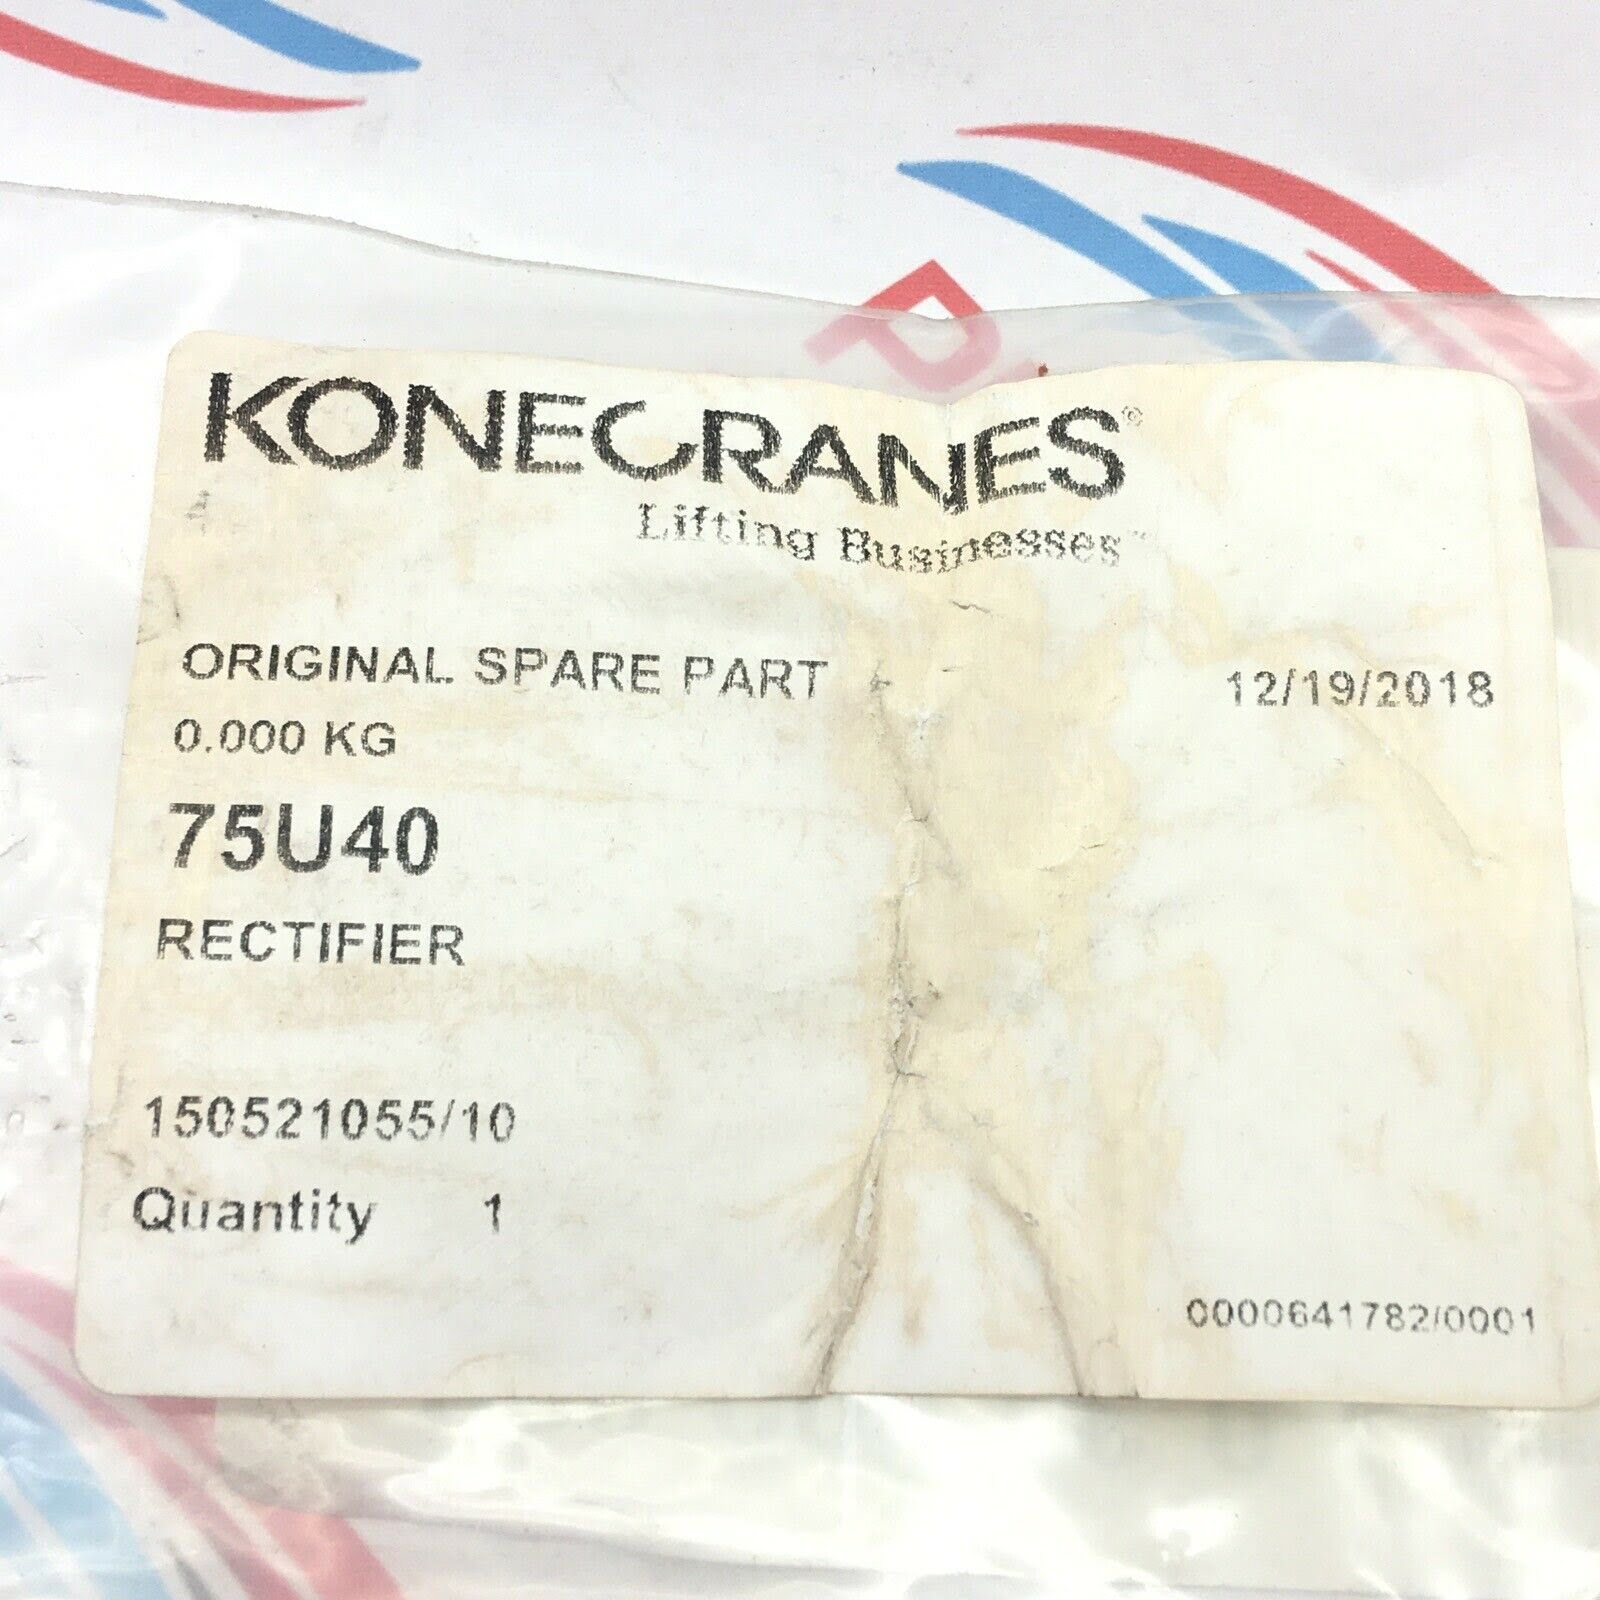 KONECRANES®
Lifting Businesses™
ORIGINAL SPARE PART 12/19/2018
0.000 KG
75U40
RECTIFIER
150521055/10
Quantity 1
0000641782/0001